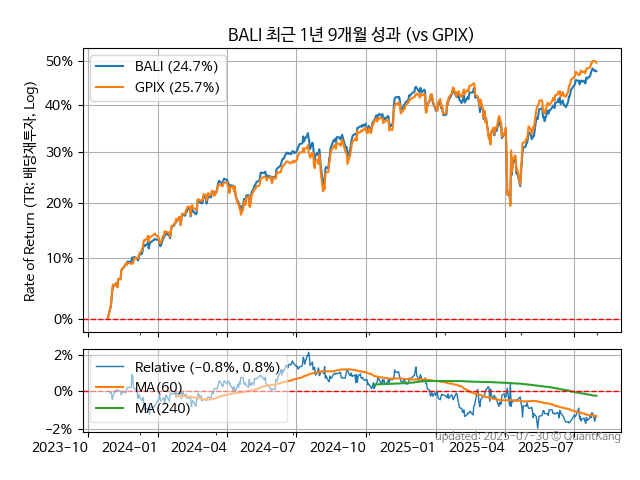 BALI 최근 1년 9개월 성과 (vs GPIX)
BALI (24.7%)
GPIX (25.7%)
50%
40%
30%
20%
10%
0%
Rate of Return (TR: 배당재투자, Log)
2%
0%
−2%
Relative (−0.8%, 0.8%)
MA(60)
MA(240)
2023−10 2024−01 2024−04 2024−07 2024−10 2025−01 2025−04 2025−07
updated: 2025−07−30 © QuantKang